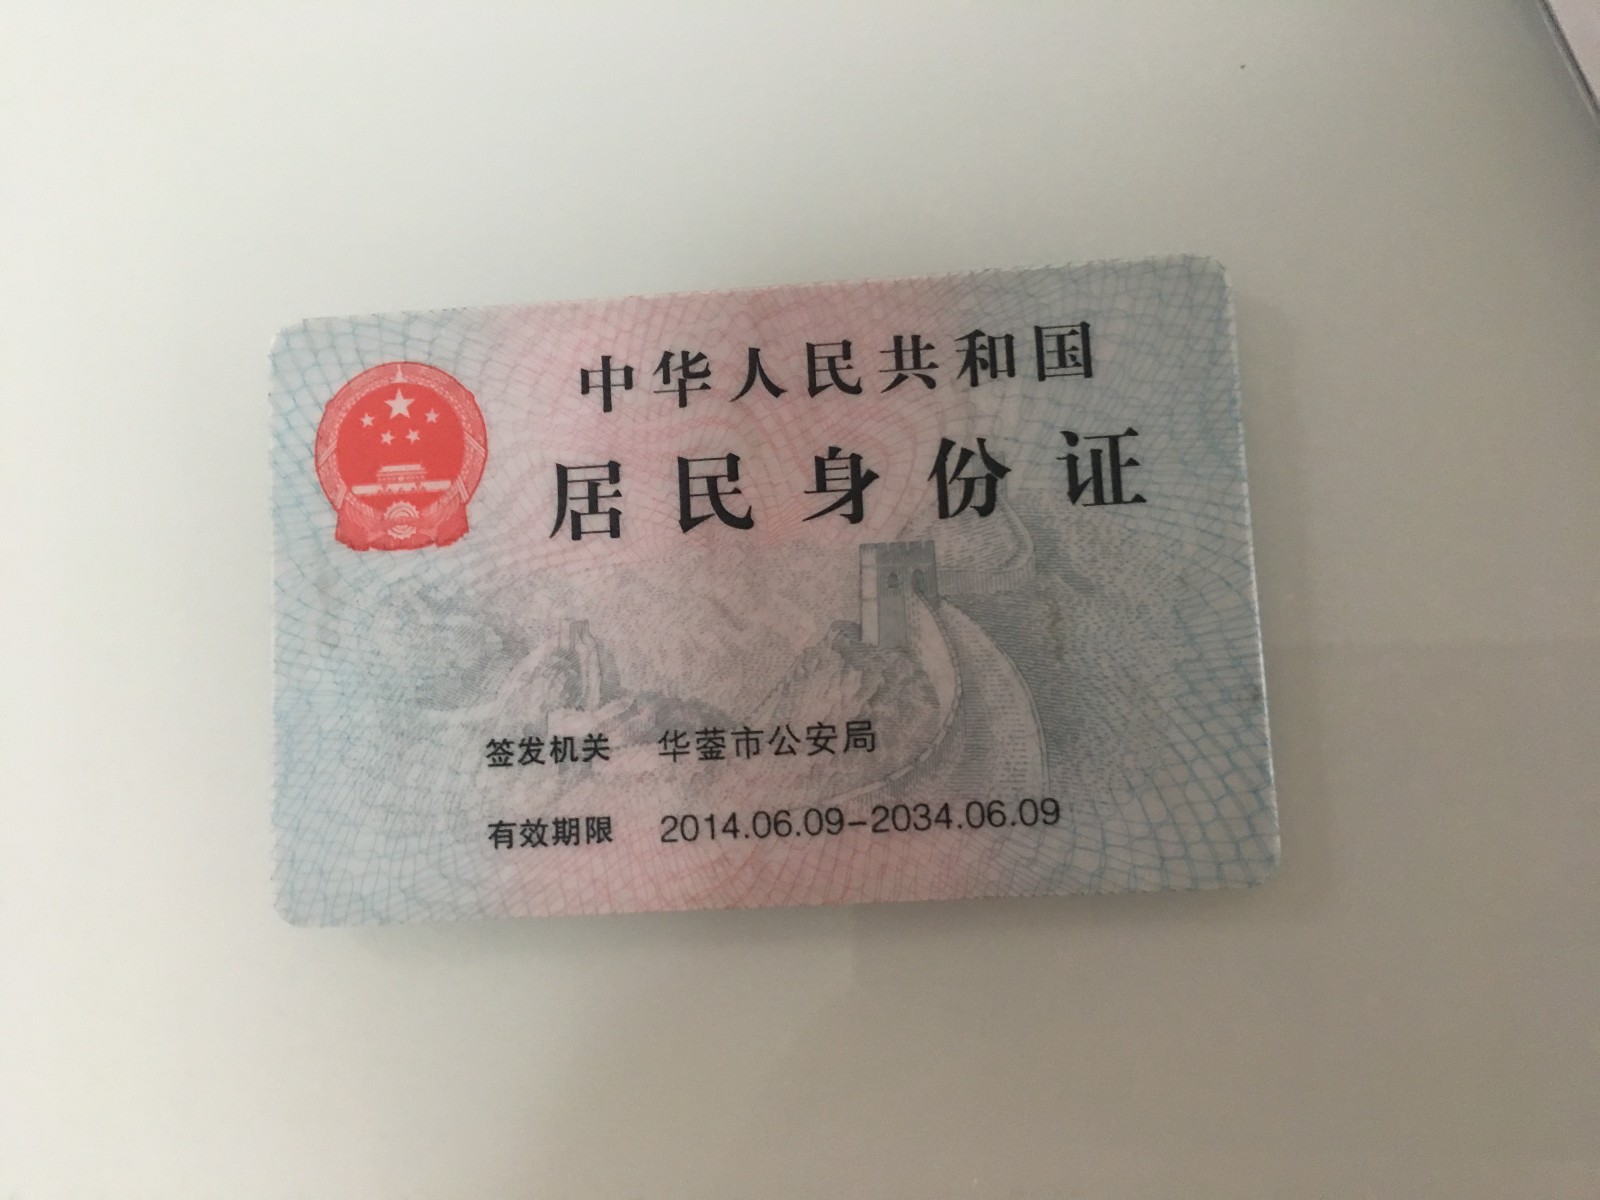 中华人民共和国
居民身份证
签发机关 华蓥市公安局
有效期限 2014.06.09-2034.06.09